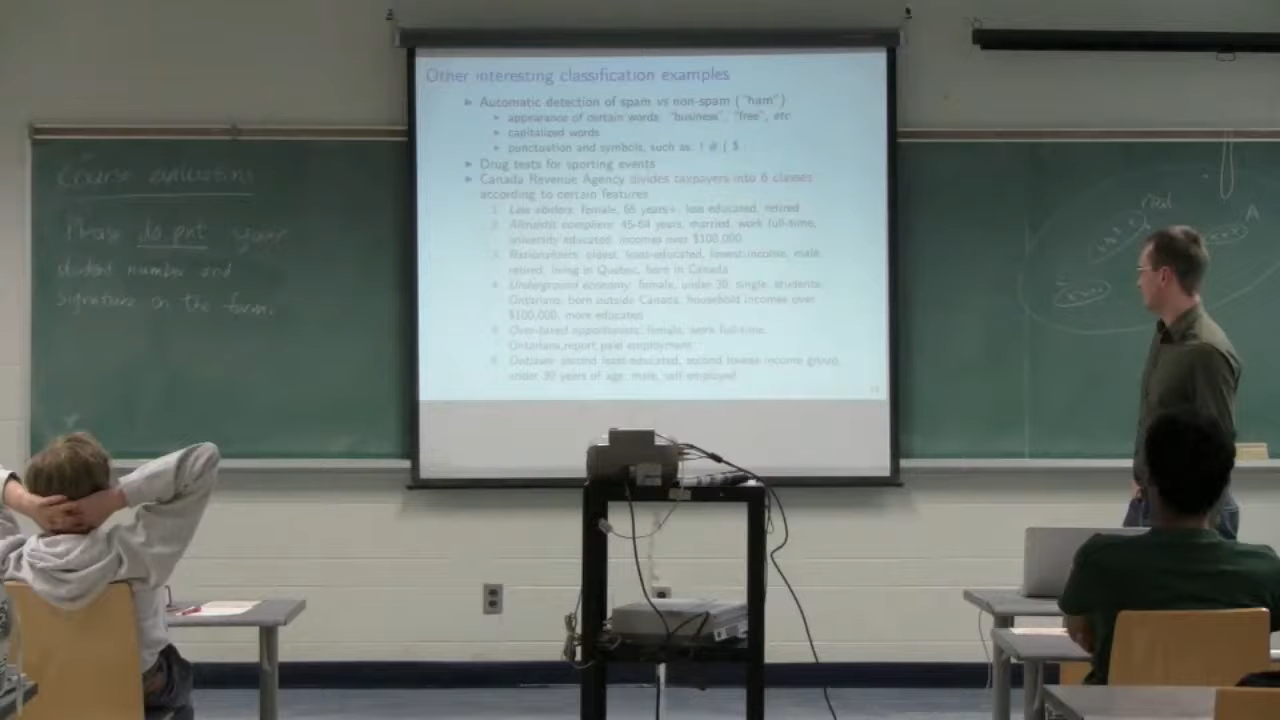 Course evaluations
Please do not
student number and
signature on the form.
Other interesting classification examples
Automatic detection of spam vs non-spam ("ham")
appearance of certain words: "business", "free", etc
capitalized words
punctuation and symbols, such as: ! @ ( $
Drug tests for sporting events
Canada Revenue Agency divides taxpayers into 6 classes
according to certain features
1. Law abiders: female, 65 years+, less educated, retired
2. Altruistic compliers: 45-64 years, married, work full-time,
university educated, incomes over $100,000
3. Rationalizers: oldest, least-educated, lowest-income, male,
retired, living in Quebec, born in Canada
4. Underground economy: female, under 30, single, students,
Ontarians, born outside Canada, household incomes over
$100,000, more educated
5. Over-taxed opportunists: female, work full-time,
Ontarians, report paid employment
6. Outlaws: second least-educated, second lowest income group,
under 30 years of age, male, self-employed
red
A